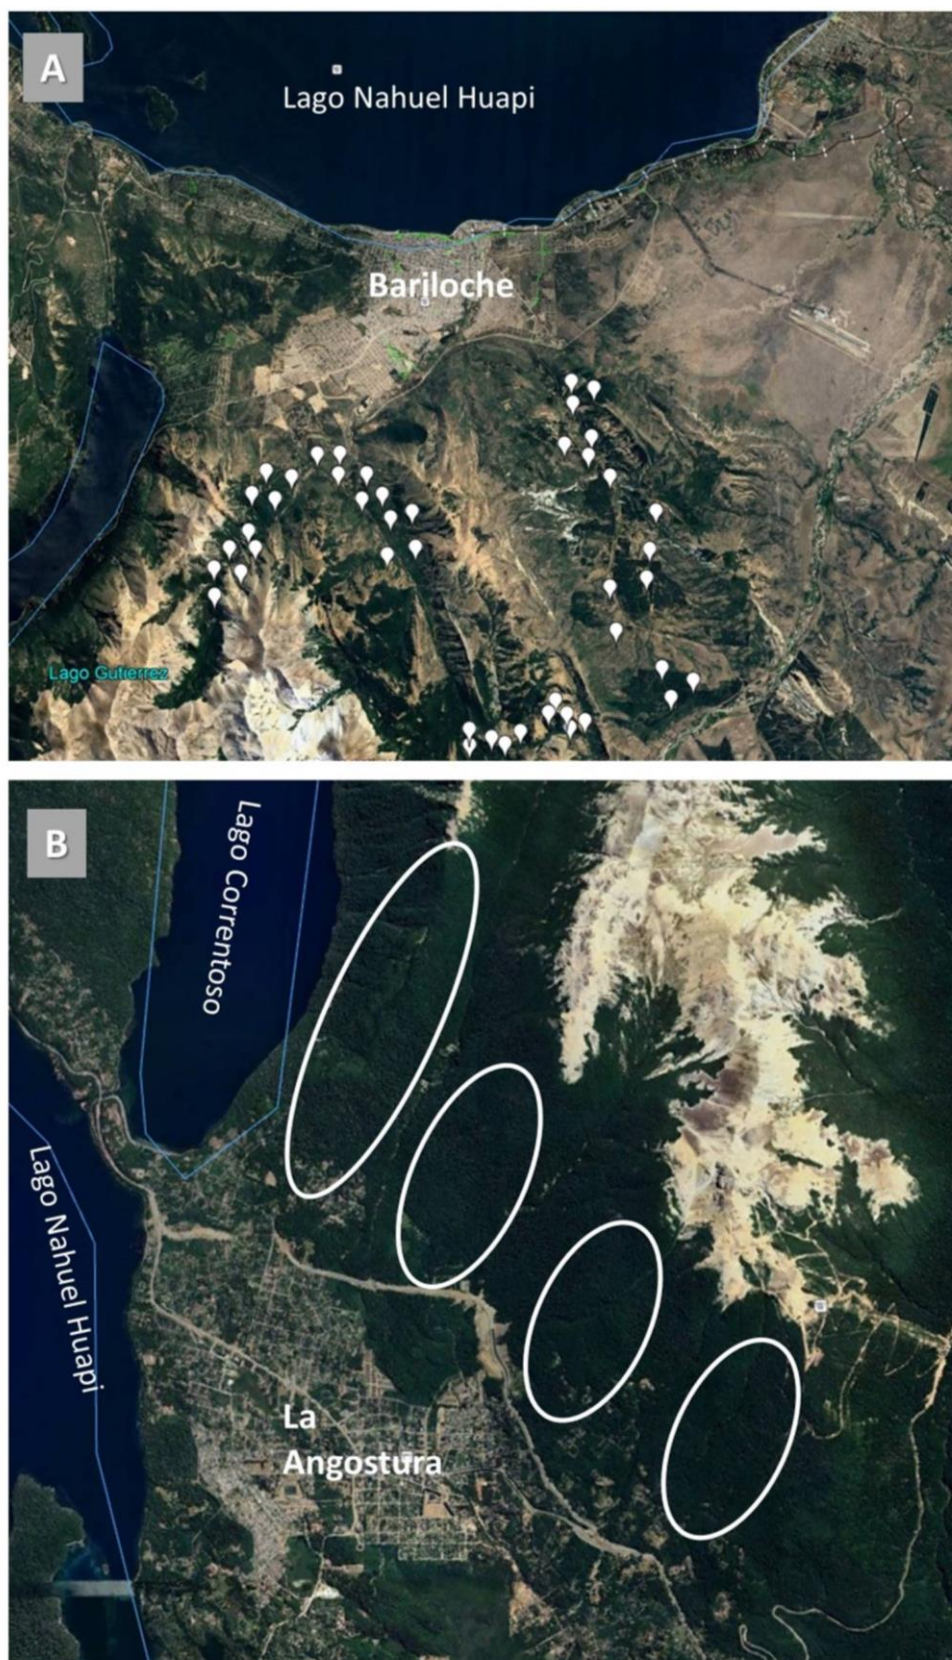 A
Lago Nahuel Huapi
Bariloche
Lago Gutierrez
B
Lago Correntoso
Lago Nahuel Huapi
La
Angostura